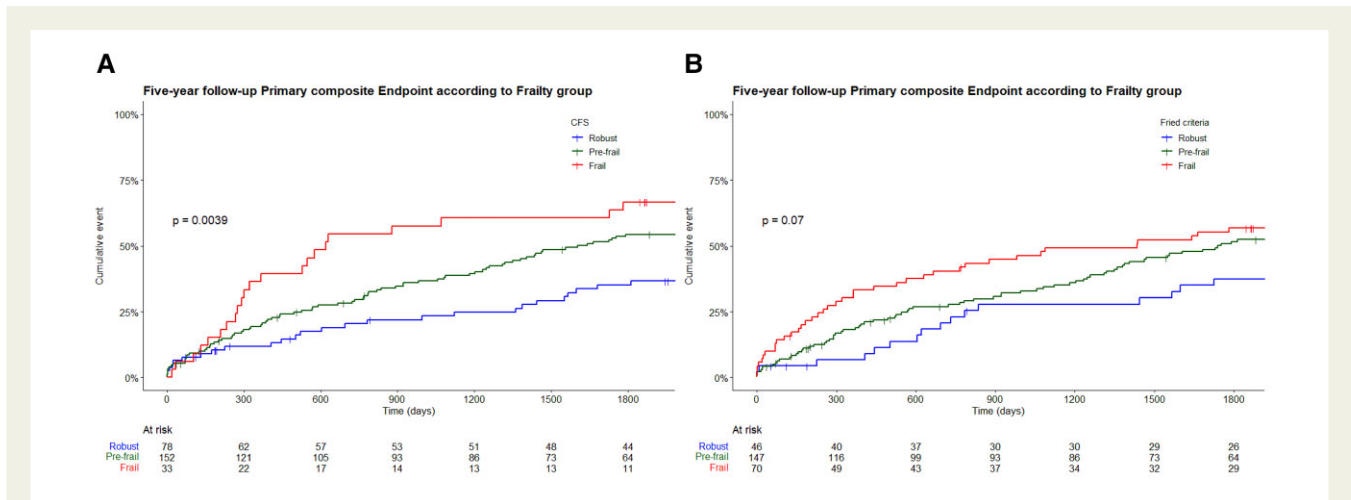 A
Five-year follow-up Primary composite Endpoint according to Frailty group
100%
75%
50%
25%
0%
Cumulative event
CFS
Robust
Pre-frail
Frail
p = 0.0039
0 300 600 900 1200 1500 1800
Time (days)
At risk
Robust 78 62 57 53 51 48 44
Pre-frail 152 121 105 93 86 73 64
Frail 33 22 17 14 13 13 11
B
Five-year follow-up Primary composite Endpoint according to Frailty group
100%
75%
50%
25%
0%
Cumulative event
Fried criteria
Robust
Pre-frail
Frail
p = 0.07
0 300 600 900 1200 1500 1800
Time (days)
At risk
Robust 46 40 37 30 30 29 26
Pre-frail 147 116 99 93 86 73 64
Frail 70 49 43 37 34 32 29